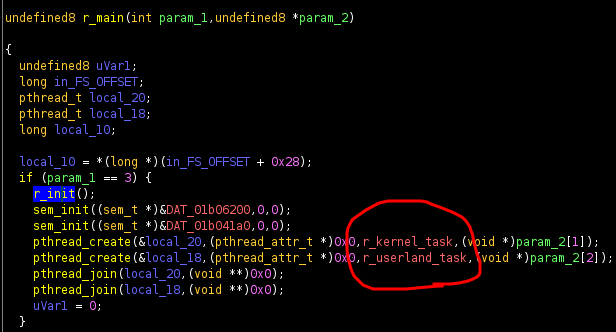 undefined8 r_main(int param_1,undefined8 *param_2)
{
undefined8 uVar1;
long in_FS_OFFSET;
pthread_t local_20;
pthread_t local_18;
long local_10;
local_10 = *(long *)(in_FS_OFFSET + 0x28);
if (param_1 == 3) {
r_init();
sem_init((sem_t *)&DAT_01b06200,0,0);
sem_init((sem_t *)&DAT_01b041a0,0,0);
pthread_create(&local_20,(pthread_attr_t *)0x0,r_kernel_task,(void *)param_2[1]);
pthread_create(&local_18,(pthread_attr_t *)0x0,r_userland_task,(void *)param_2[2]);
pthread_join(local_20,(void **)0x0);
pthread_join(local_18,(void **)0x0);
uVar1 = 0;
}